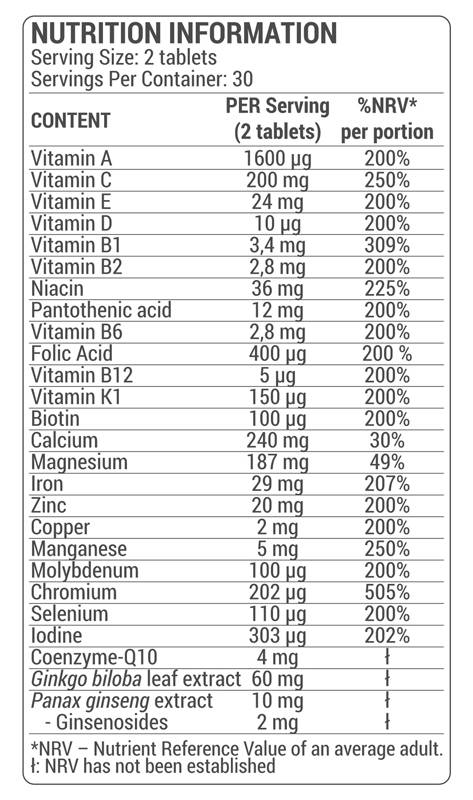 NUTRITION INFORMATION
Serving Size: 2 tablets
Servings Per Container: 30
CONTENT PER Serving (2 tablets) %NRV* per portion
Vitamin A 1600 µg 200%
Vitamin C 200 mg 250%
Vitamin E 24 mg 200%
Vitamin D 10 µg 200%
Vitamin B1 3,4 mg 309%
Vitamin B2 2,8 mg 200%
Niacin 36 mg 225%
Pantothenic acid 12 mg 200%
Vitamin B6 2,8 mg 200%
Folic Acid 400 µg 200 %
Vitamin B12 5 µg 200%
Vitamin K1 150 µg 200%
Biotin 100 µg 200%
Calcium 240 mg 30%
Magnesium 187 mg 49%
Iron 29 mg 207%
Zinc 20 mg 200%
Copper 2 mg 200%
Manganese 5 mg 250%
Molybdenum 100 µg 200%
Chromium 202 µg 505%
Selenium 110 µg 200%
Iodine 303 µg 202%
Coenzyme-Q10 4 mg ƚ
Ginkgo biloba leaf extract 60 mg ƚ
Panax ginseng extract 10 mg ƚ
- Ginsenosides 2 mg ƚ
*NRV – Nutrient Reference Value of an average adult.
ƚ: NRV has not been established